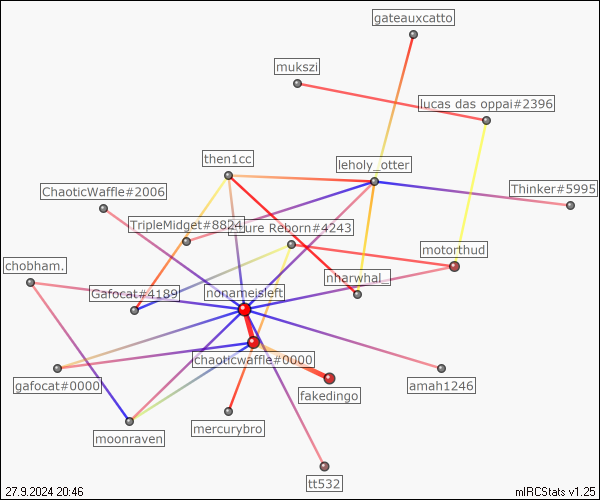 gateauxcatto
mukszi
lucas das oppai#2396
then1cc
leholy_otter
ChaoticWaffle#2006
Thinker#5995
TripleMidget#8824
ure Reborn#4243
motorthud
chobham.
nharwhal_
Gafocat#4189
nonameisleft
chaoticwaffle#0000
gafocat#0000
amah1246
fakedingo
mercurybro
moonraven
tt532
27.9.2024 20:46
mIRCStats v1.25